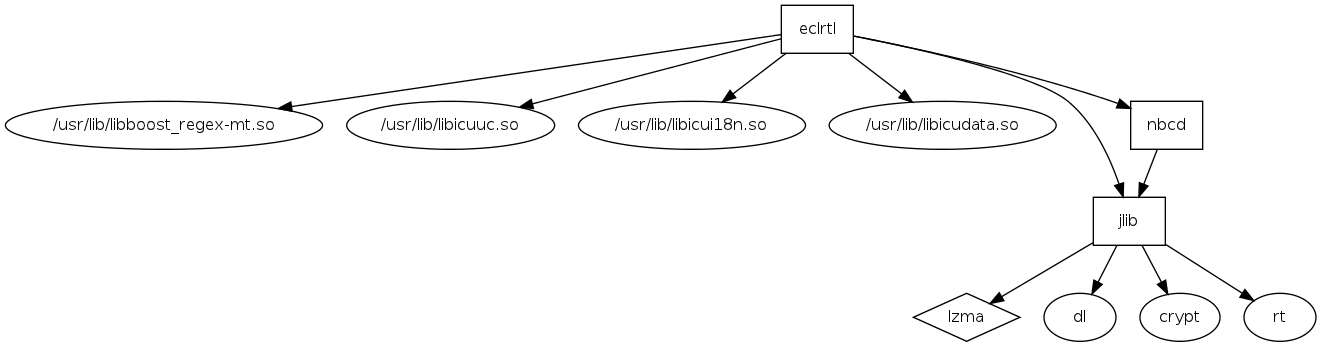 eclrtl
/usr/lib/libboost_regex-mt.so
/usr/lib/libicuuc.so
/usr/lib/libicui18n.so
/usr/lib/libicudata.so
nbcd
jlib
lzma
dl
crypt
rt